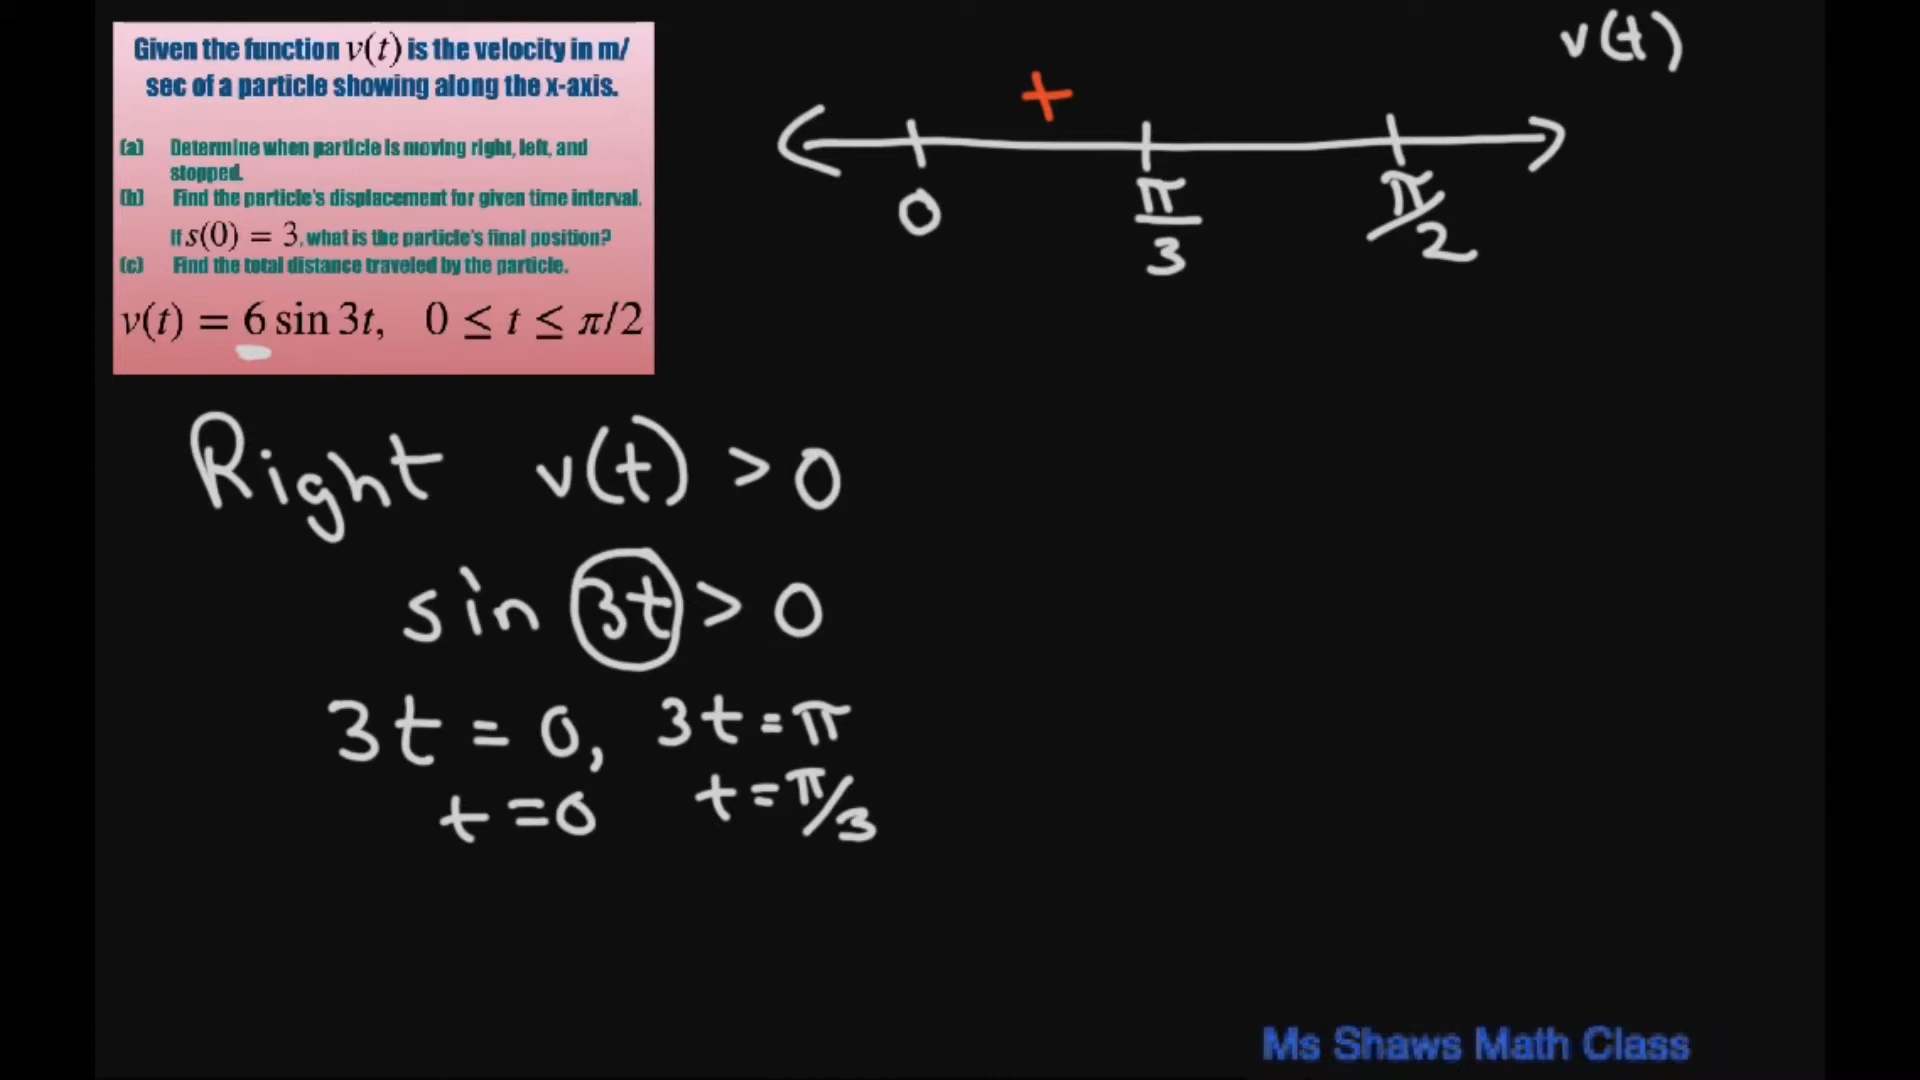 Given the function v(t) is the velocity in m/
sec of a particle showing along the x-axis.
(a) Determine when particle is moving right, left, and
stopped.
(b) Find the particle's displacement for given time interval.
If s(0) = 3, what is the particle's final position?
(c) Find the total distance traveled by the particle.
v(t) = 6 sin 3t, 0 ≤ t ≤ π/2
v(t)
+
0 π/3 π/2
Right v(t) > 0
sin 3t > 0
3t = 0, 3t = π
t = 0 t = π/3
Ms Shaws Math Class